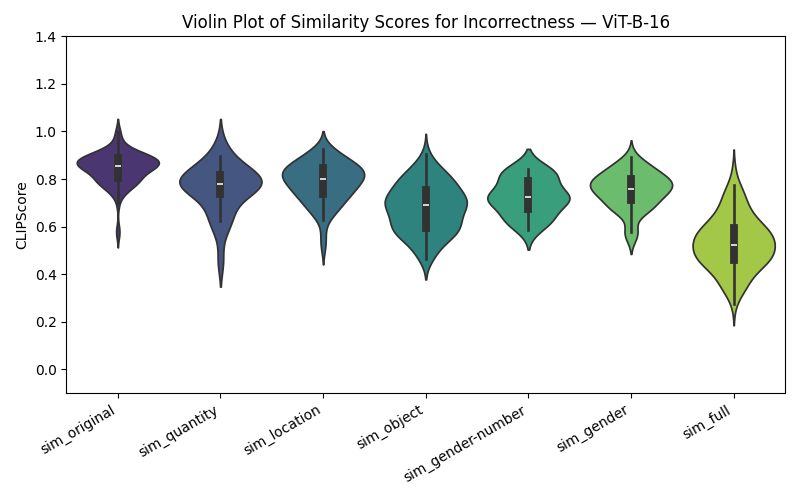 Violin Plot of Similarity Scores for Incorrectness — ViT-B-16
CLIPScore
1.4
1.2
1.0
0.8
0.6
0.4
0.2
0.0
sim_original
sim_quantity
sim_location
sim_object
sim_gender-number
sim_gender
sim_full